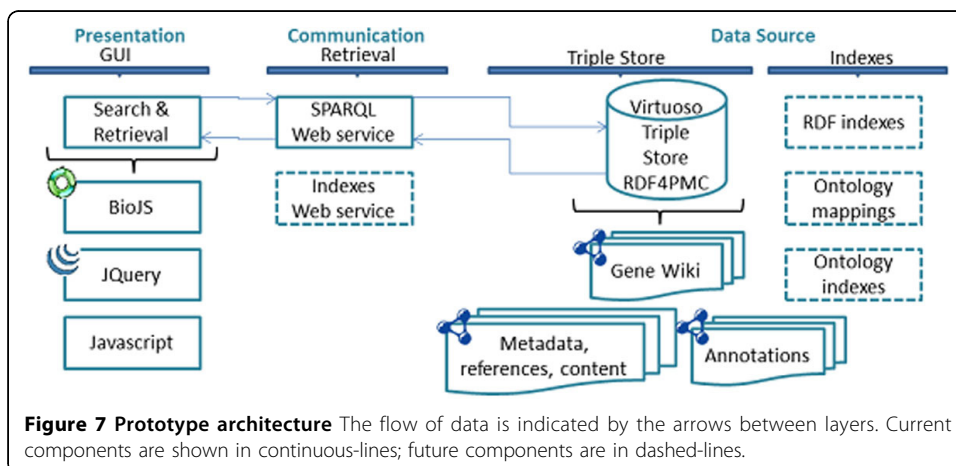 Presentation
GUI
Communication
Retrieval
Data Source
Triple Store
Indexes
Search &
Retrieval
BioJS
JQuery
Javascript
SPARQL
Web service
Indexes
Web service
Virtuoso
Triple
Store
RDF4PMC
Gene Wiki
Metadata,
references, content
Annotations
RDF indexes
Ontology
mappings
Ontology
indexes
Figure 7 Prototype architecture The flow of data is indicated by the arrows between layers. Current
components are shown in continuous-lines; future components are in dashed-lines.